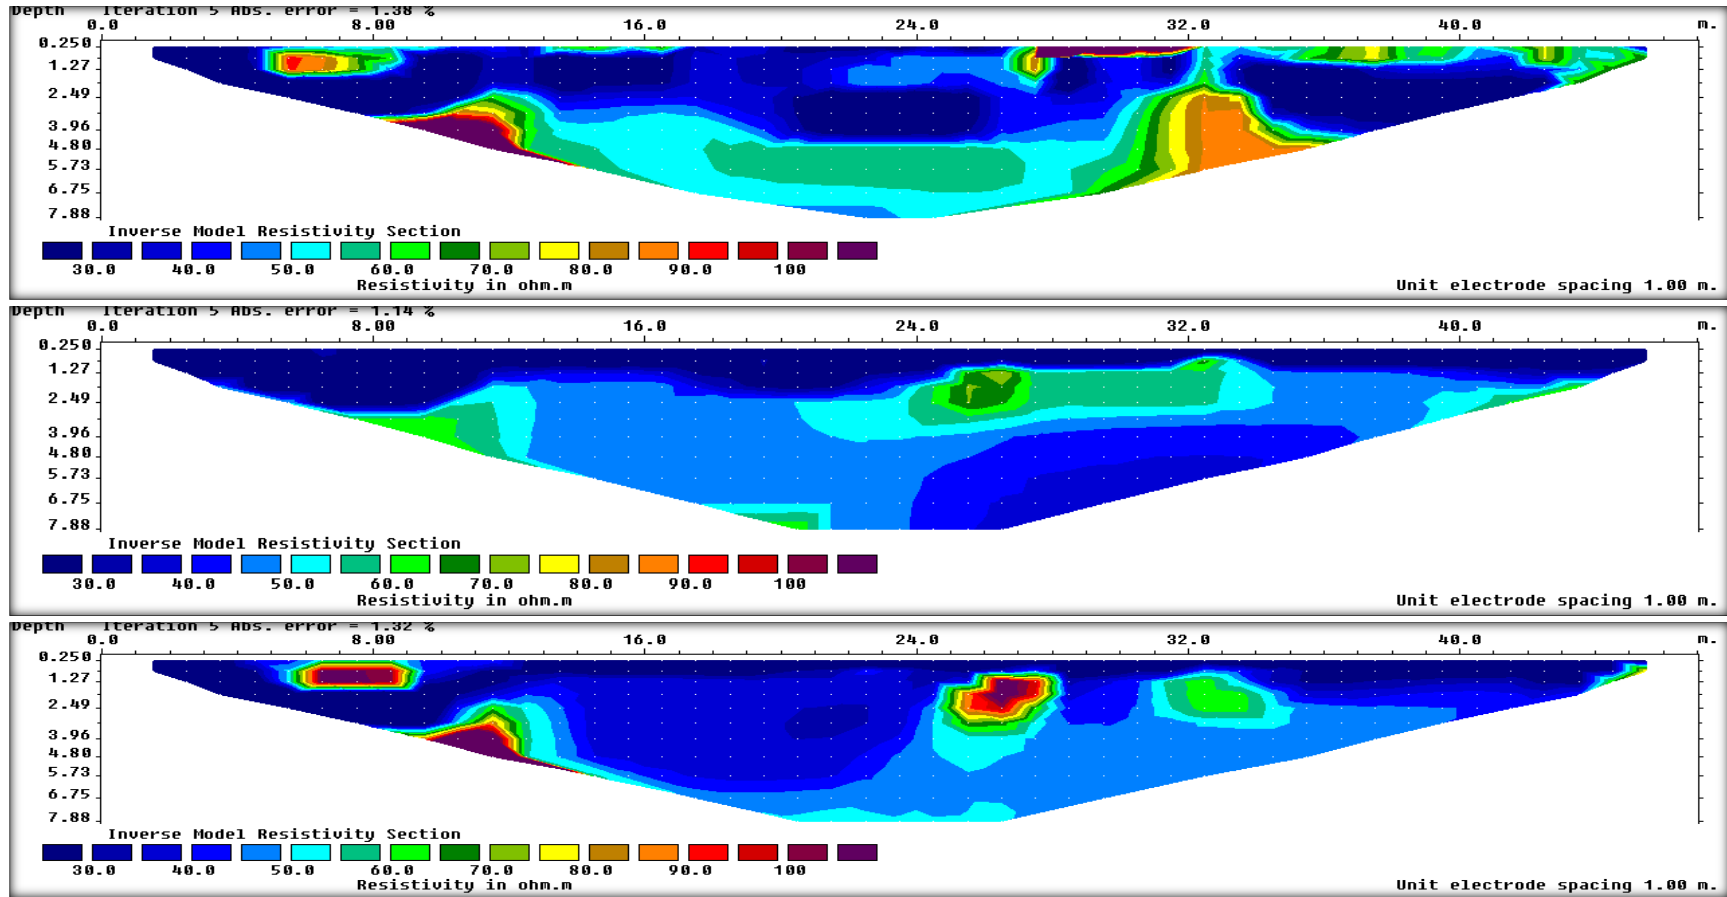 Depth Iteration 5 Abs. error = 1.38 %
0.0 8.00 16.0 24.0 32.0 40.0 m.
0.250
1.27
2.49
3.96
4.80
5.73
6.75
7.88
Inverse Model Resistivity Section
30.0 40.0 50.0 60.0 70.0 80.0 90.0 100
Resistivity in ohm.m Unit electrode spacing 1.00 m.
Depth Iteration 5 Abs. error = 1.14 %
0.0 8.00 16.0 24.0 32.0 40.0 m.
0.250
1.27
2.49
3.96
4.80
5.73
6.75
7.88
Inverse Model Resistivity Section
30.0 40.0 50.0 60.0 70.0 80.0 90.0 100
Resistivity in ohm.m Unit electrode spacing 1.00 m.
Depth Iteration 5 Abs. error = 1.32 %
0.0 8.00 16.0 24.0 32.0 40.0 m.
0.250
1.27
2.49
3.96
4.80
5.73
6.75
7.88
Inverse Model Resistivity Section
30.0 40.0 50.0 60.0 70.0 80.0 90.0 100
Resistivity in ohm.m Unit electrode spacing 1.00 m.